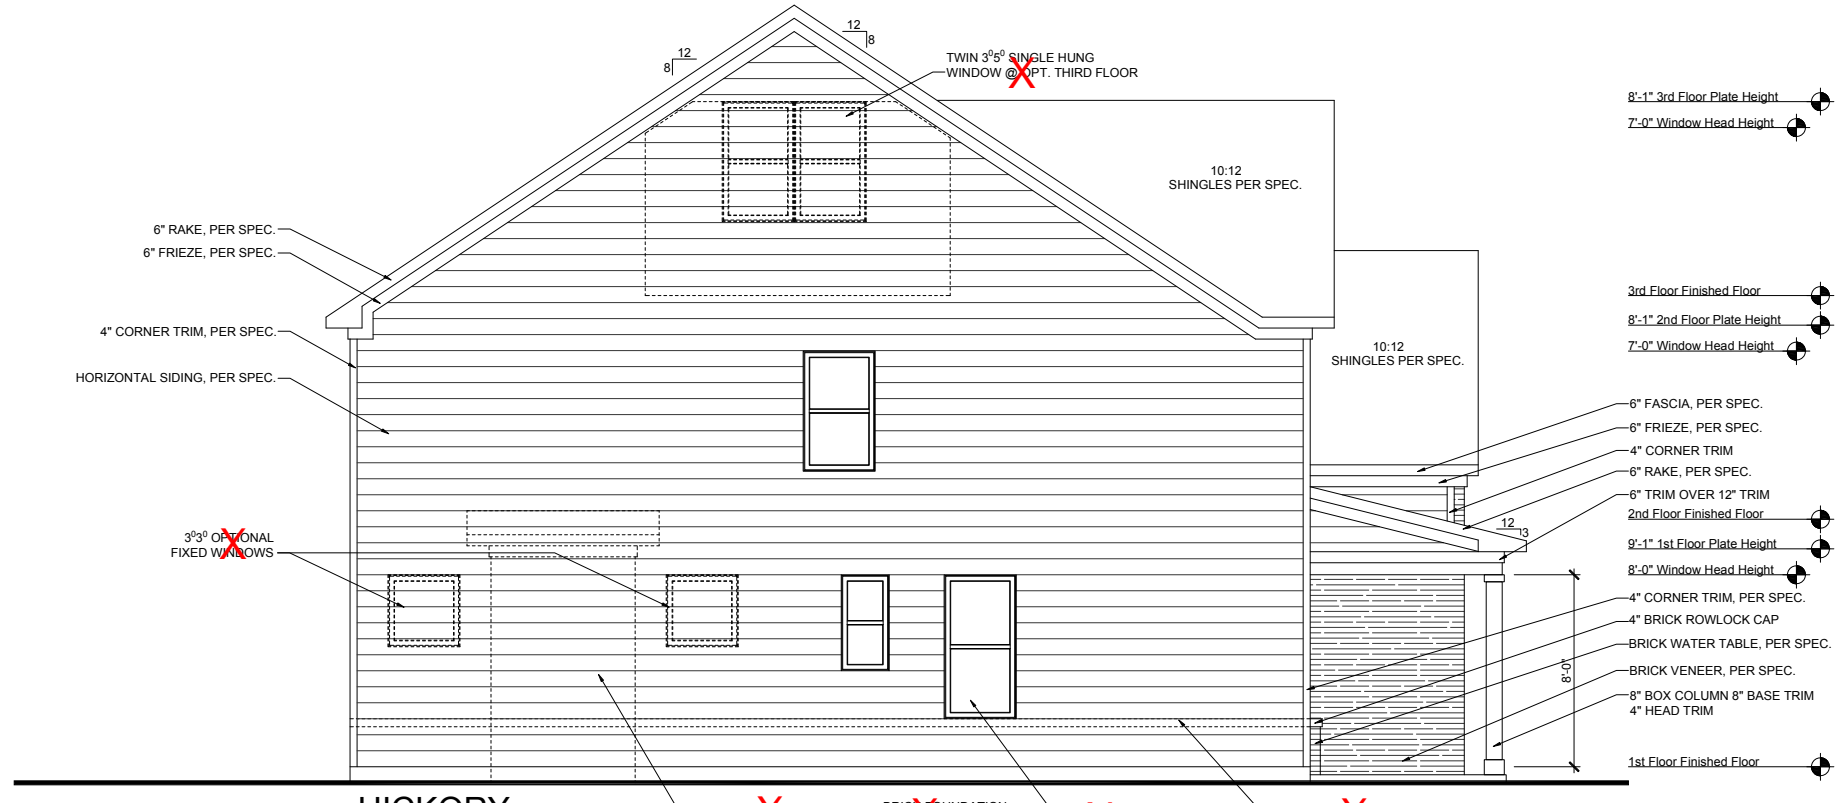 12
8
12
8
TWIN 3⁰5⁰ SINGLE HUNG
WINDOW @ OPT. THIRD FLOOR
X
8'-1" 3rd Floor Plate Height
7'-0" Window Head Height
10:12
SHINGLES PER SPEC.
6" RAKE, PER SPEC.
6" FRIEZE, PER SPEC.
3rd Floor Finished Floor
8'-1" 2nd Floor Plate Height
7'-0" Window Head Height
4" CORNER TRIM, PER SPEC.
10:12
SHINGLES PER SPEC.
HORIZONTAL SIDING, PER SPEC.
6" FASCIA, PER SPEC.
6" FRIEZE, PER SPEC.
4" CORNER TRIM
6" RAKE, PER SPEC.
6" TRIM OVER 12" TRIM
2nd Floor Finished Floor
12
3
3⁰3⁰ OPTIONAL
FIXED WINDOWS
X
9'-1" 1st Floor Plate Height
8'-0" Window Head Height
4" CORNER TRIM, PER SPEC.
4" BRICK ROWLOCK CAP
BRICK WATER TABLE, PER SPEC.
BRICK VENEER, PER SPEC.
8'-0"
8" BOX COLUMN 8" BASE TRIM
4" HEAD TRIM
1st Floor Finished Floor
HICKORY
X
X
X